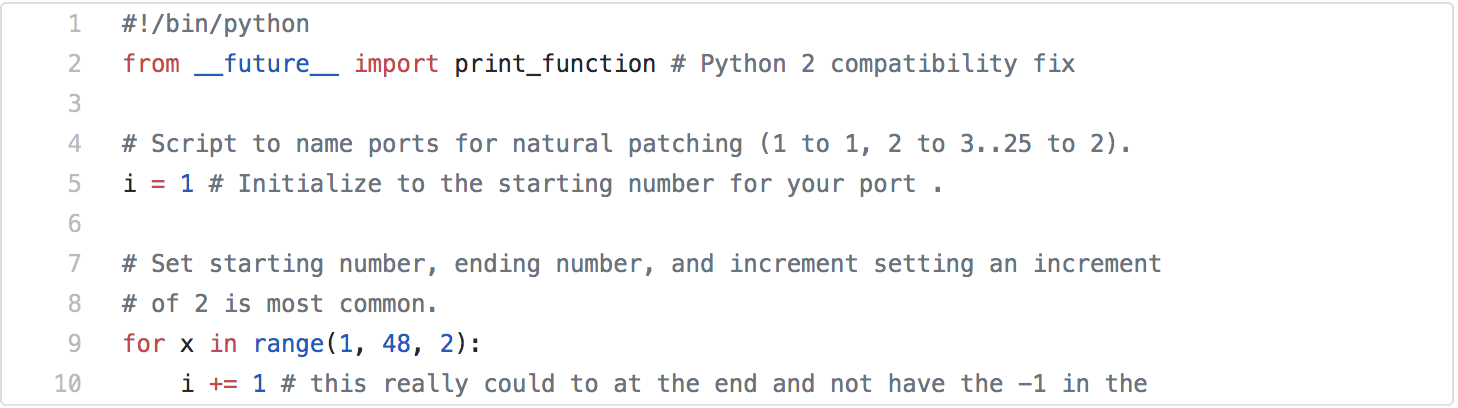 1 #!/bin/python
2 from __future__ import print_function # Python 2 compatibility fix
3
4 # Script to name ports for natural patching (1 to 1, 2 to 3..25 to 2).
5 i = 1 # Initialize to the starting number for your port .
6
7 # Set starting number, ending number, and increment setting an increment
8 # of 2 is most common.
9 for x in range(1, 48, 2):
10     i += 1 # this really could to at the end and not have the -1 in the